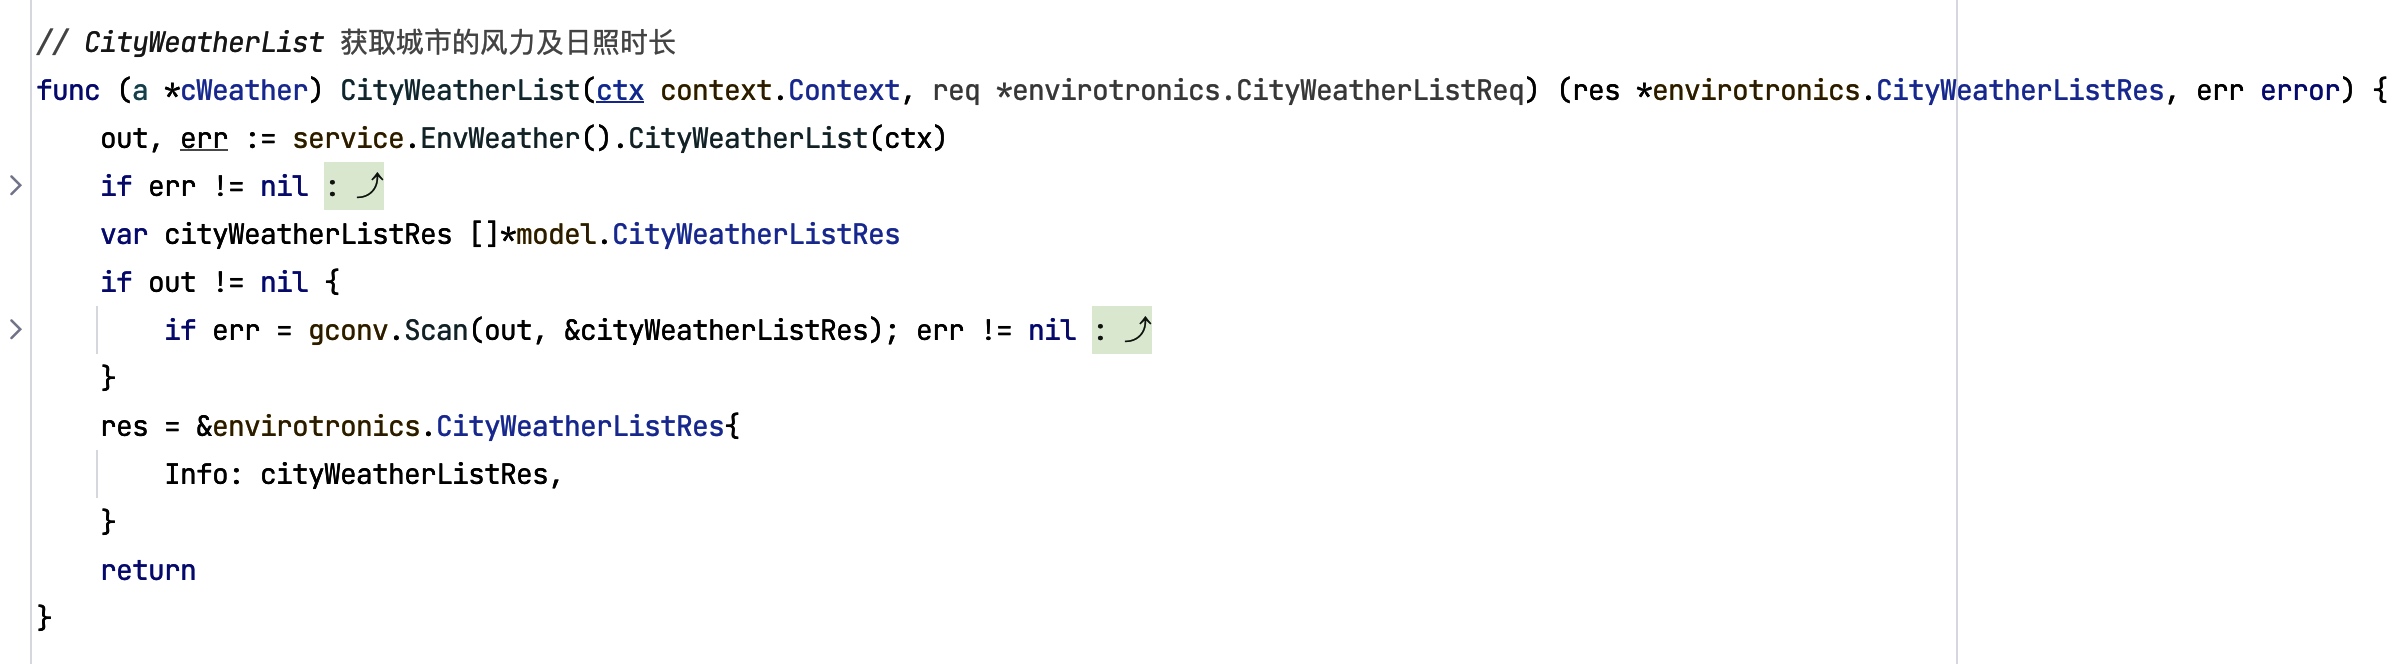 // CityWeatherList 获取城市的风力及日照时长
func (a *cWeather) CityWeatherList(ctx context.Context, req *envirotronics.CityWeatherListReq) (res *envirotronics.CityWeatherListRes, err error) {
    out, err := service.EnvWeather().CityWeatherList(ctx)
    if err != nil : ⤴
    var cityWeatherListRes []*model.CityWeatherListRes
    if out != nil {
        if err = gconv.Scan(out, &cityWeatherListRes); err != nil : ⤴
    }
    res = &envirotronics.CityWeatherListRes{
        Info: cityWeatherListRes,
    }
    return
}